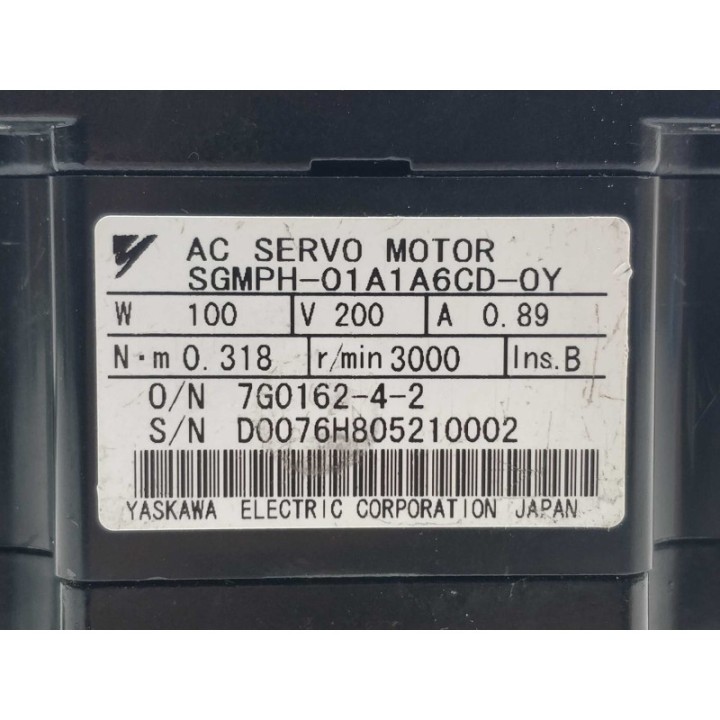 AC SERVO MOTOR
SGMPH-01A1A6CD-0Y
W 100 V 200 A 0.89
N·m 0.318 r/min 3000 Ins. B
O/N 7G0162-4-2
S/N D0076H805210002
YASKAWA ELECTRIC CORPORATION JAPAN